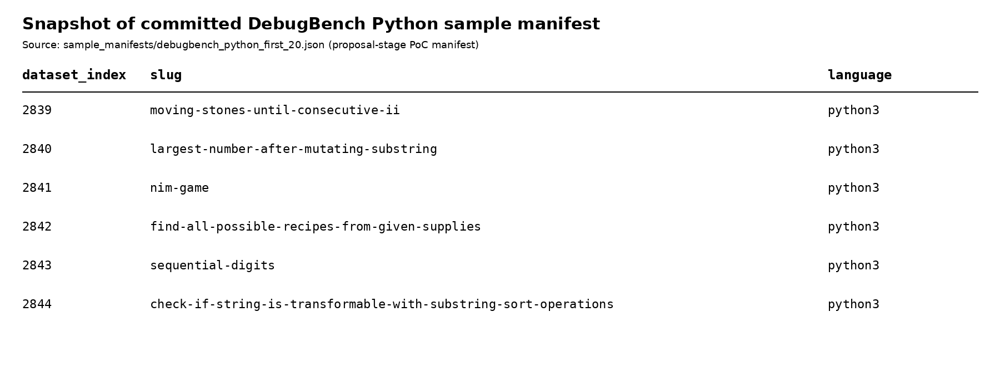 Snapshot of committed DebugBench Python sample manifest
Source: sample_manifests/debugbench_python_first_20.json (proposal-stage PoC manifest)
dataset_index slug language
2839 moving-stones-until-consecutive-ii python3
2840 largest-number-after-mutating-substring python3
2841 nim-game python3
2842 find-all-possible-recipes-from-given-supplies python3
2843 sequential-digits python3
2844 check-if-string-is-transformable-with-substring-sort-operations python3